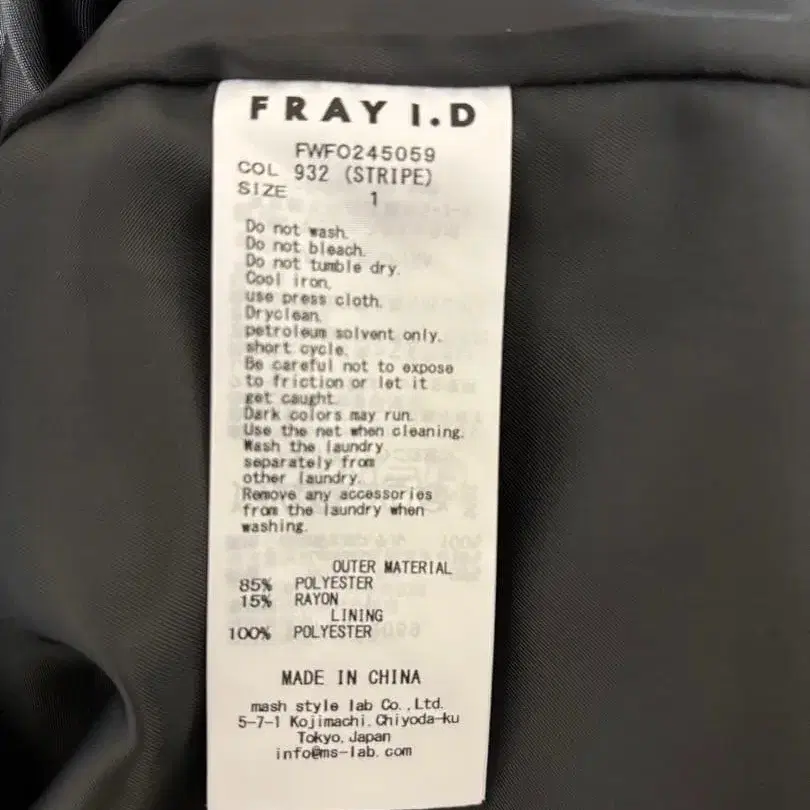 FRAY I.D
FWFO245059
COL 932 (STRIPE)
SIZE 1
Do not wash.
Do not bleach.
Do not tumble dry.
Cool iron,
use press cloth.
Dryclean,
petroleum solvent only.
short cycle.
Be careful not to expose
to friction or let it
get caught.
Dark colors may run.
Use the net when cleaning.
Wash the laundry
separately from
other laundry.
Remove any accessories
from the laundry when
washing.
OUTER MATERIAL
85% POLYESTER
15% RAYON
LINING
100% POLYESTER
MADE IN CHINA
mash style lab Co.,Ltd.
5-7-1 Kojimachi,Chiyoda-ku
Tokyo,Japan
info@ms-lab.com